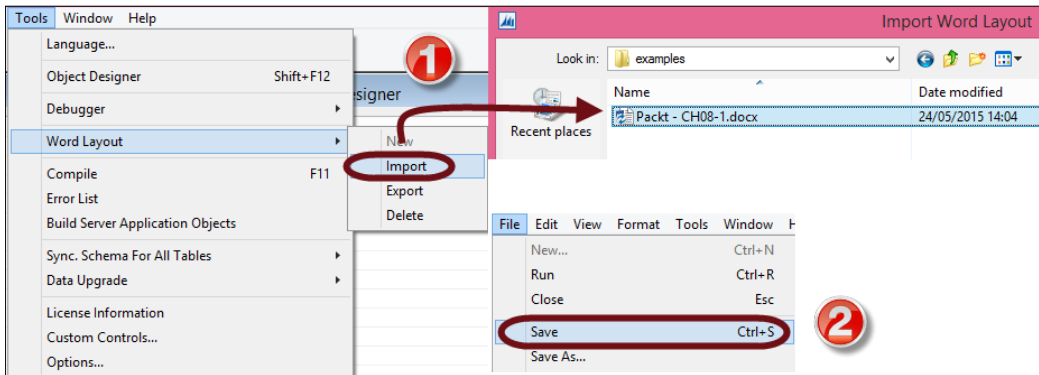 Tools Window Help
Language...
Object Designer Shift+F12
Debugger
Word Layout
Compile F11
Error List
Build Server Application Objects
Sync. Schema For All Tables
Data Upgrade
License Information
Custom Controls...
Options...
signer
1
New
Import
Export
Delete
Import Word Layout
Look in: examples
Name Date modified
Packt - CH08-1.docx 24/05/2015 14:04
Recent places
File Edit View Format Tools Window
New... Ctrl+N
Run Ctrl+R
Close Esc
Save Ctrl+S
Save As...
2